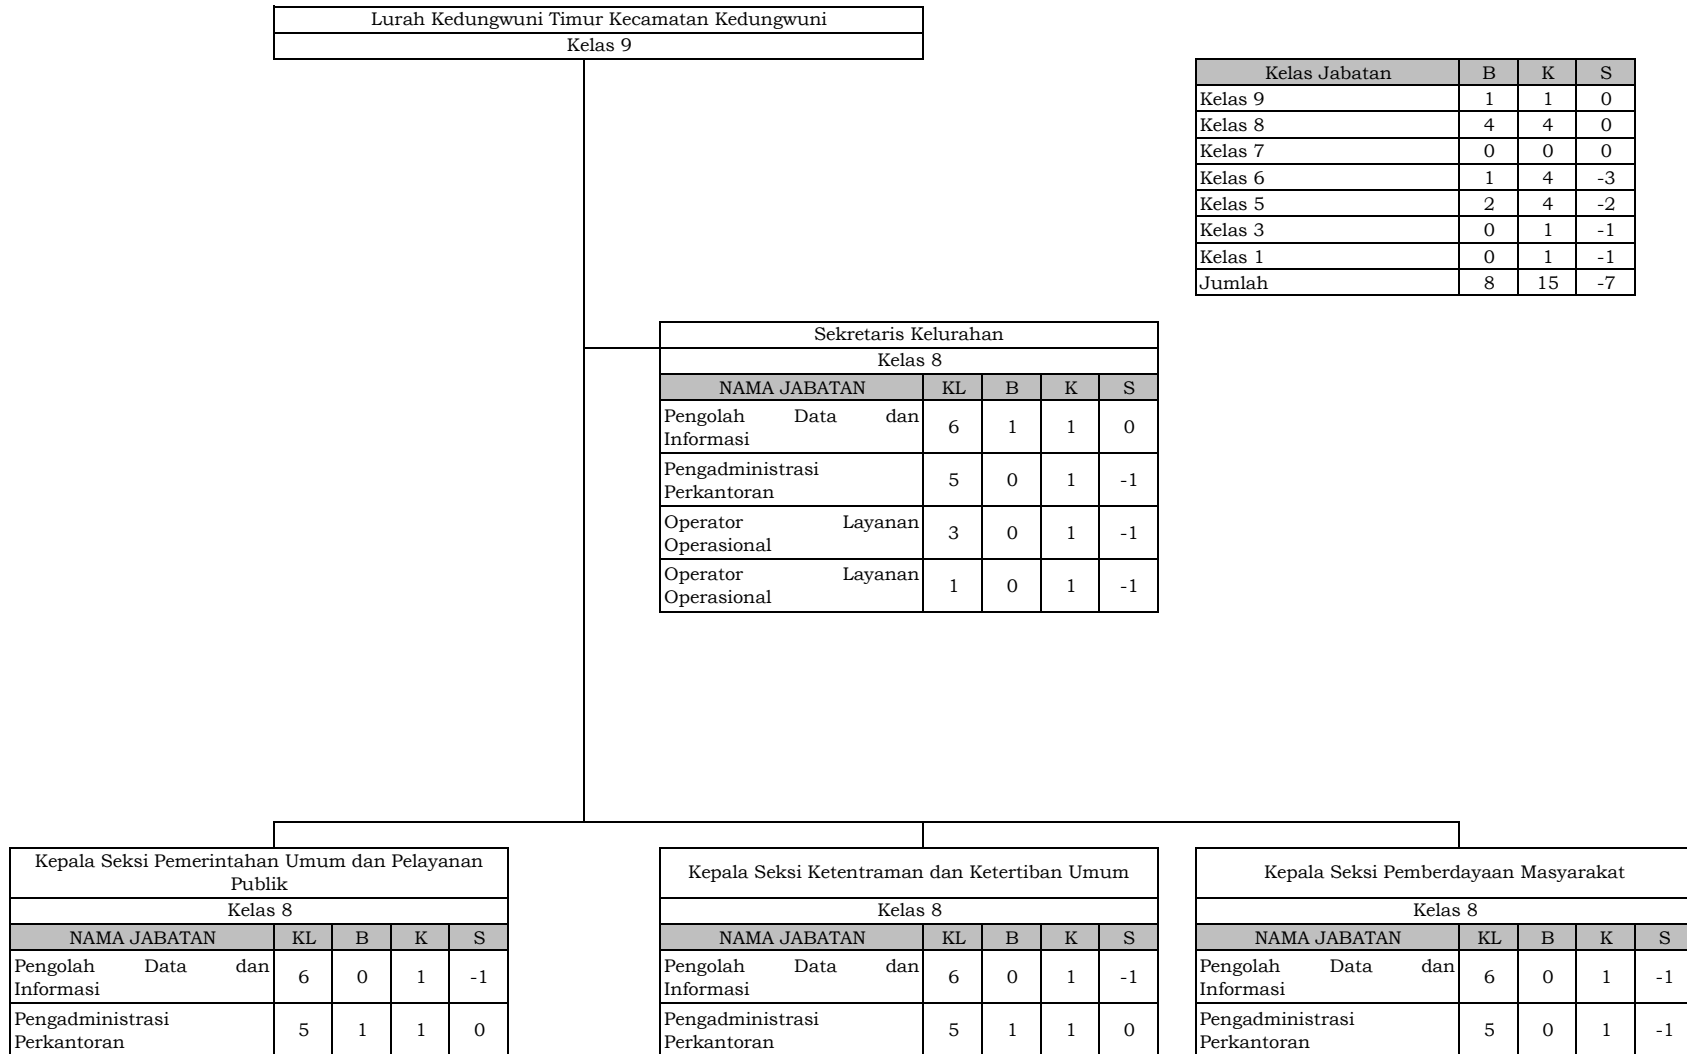 Lurah Kedungwuni Timur Kecamatan Kedungwuni
Kelas 9
Kelas Jabatan B K S
Kelas 9 1 1 0
Kelas 8 4 4 0
Kelas 7 0 0 0
Kelas 6 1 4 -3
Kelas 5 2 4 -2
Kelas 3 0 1 -1
Kelas 1 0 1 -1
Jumlah 8 15 -7
Sekretaris Kelurahan
Kelas 8
NAMA JABATAN KL B K S
Pengolah Data dan
Informasi 6 1 1 0
Pengadministrasi
Perkantoran 5 0 1 -1
Operator Layanan
Operasional 3 0 1 -1
Operator Layanan
Operasional 1 0 1 -1
Kepala Seksi Pemerintahan Umum dan Pelayanan
Publik
Kelas 8
NAMA JABATAN KL B K S
Pengolah Data dan
Informasi 6 0 1 -1
Pengadministrasi
Perkantoran 5 1 1 0
Kepala Seksi Ketentraman dan Ketertiban Umum
Kelas 8
NAMA JABATAN KL B K S
Pengolah Data dan
Informasi 6 0 1 -1
Pengadministrasi
Perkantoran 5 1 1 0
Kepala Seksi Pemberdayaan Masyarakat
Kelas 8
NAMA JABATAN KL B K S
Pengolah Data dan
Informasi 6 0 1 -1
Pengadministrasi
Perkantoran 5 0 1 -1